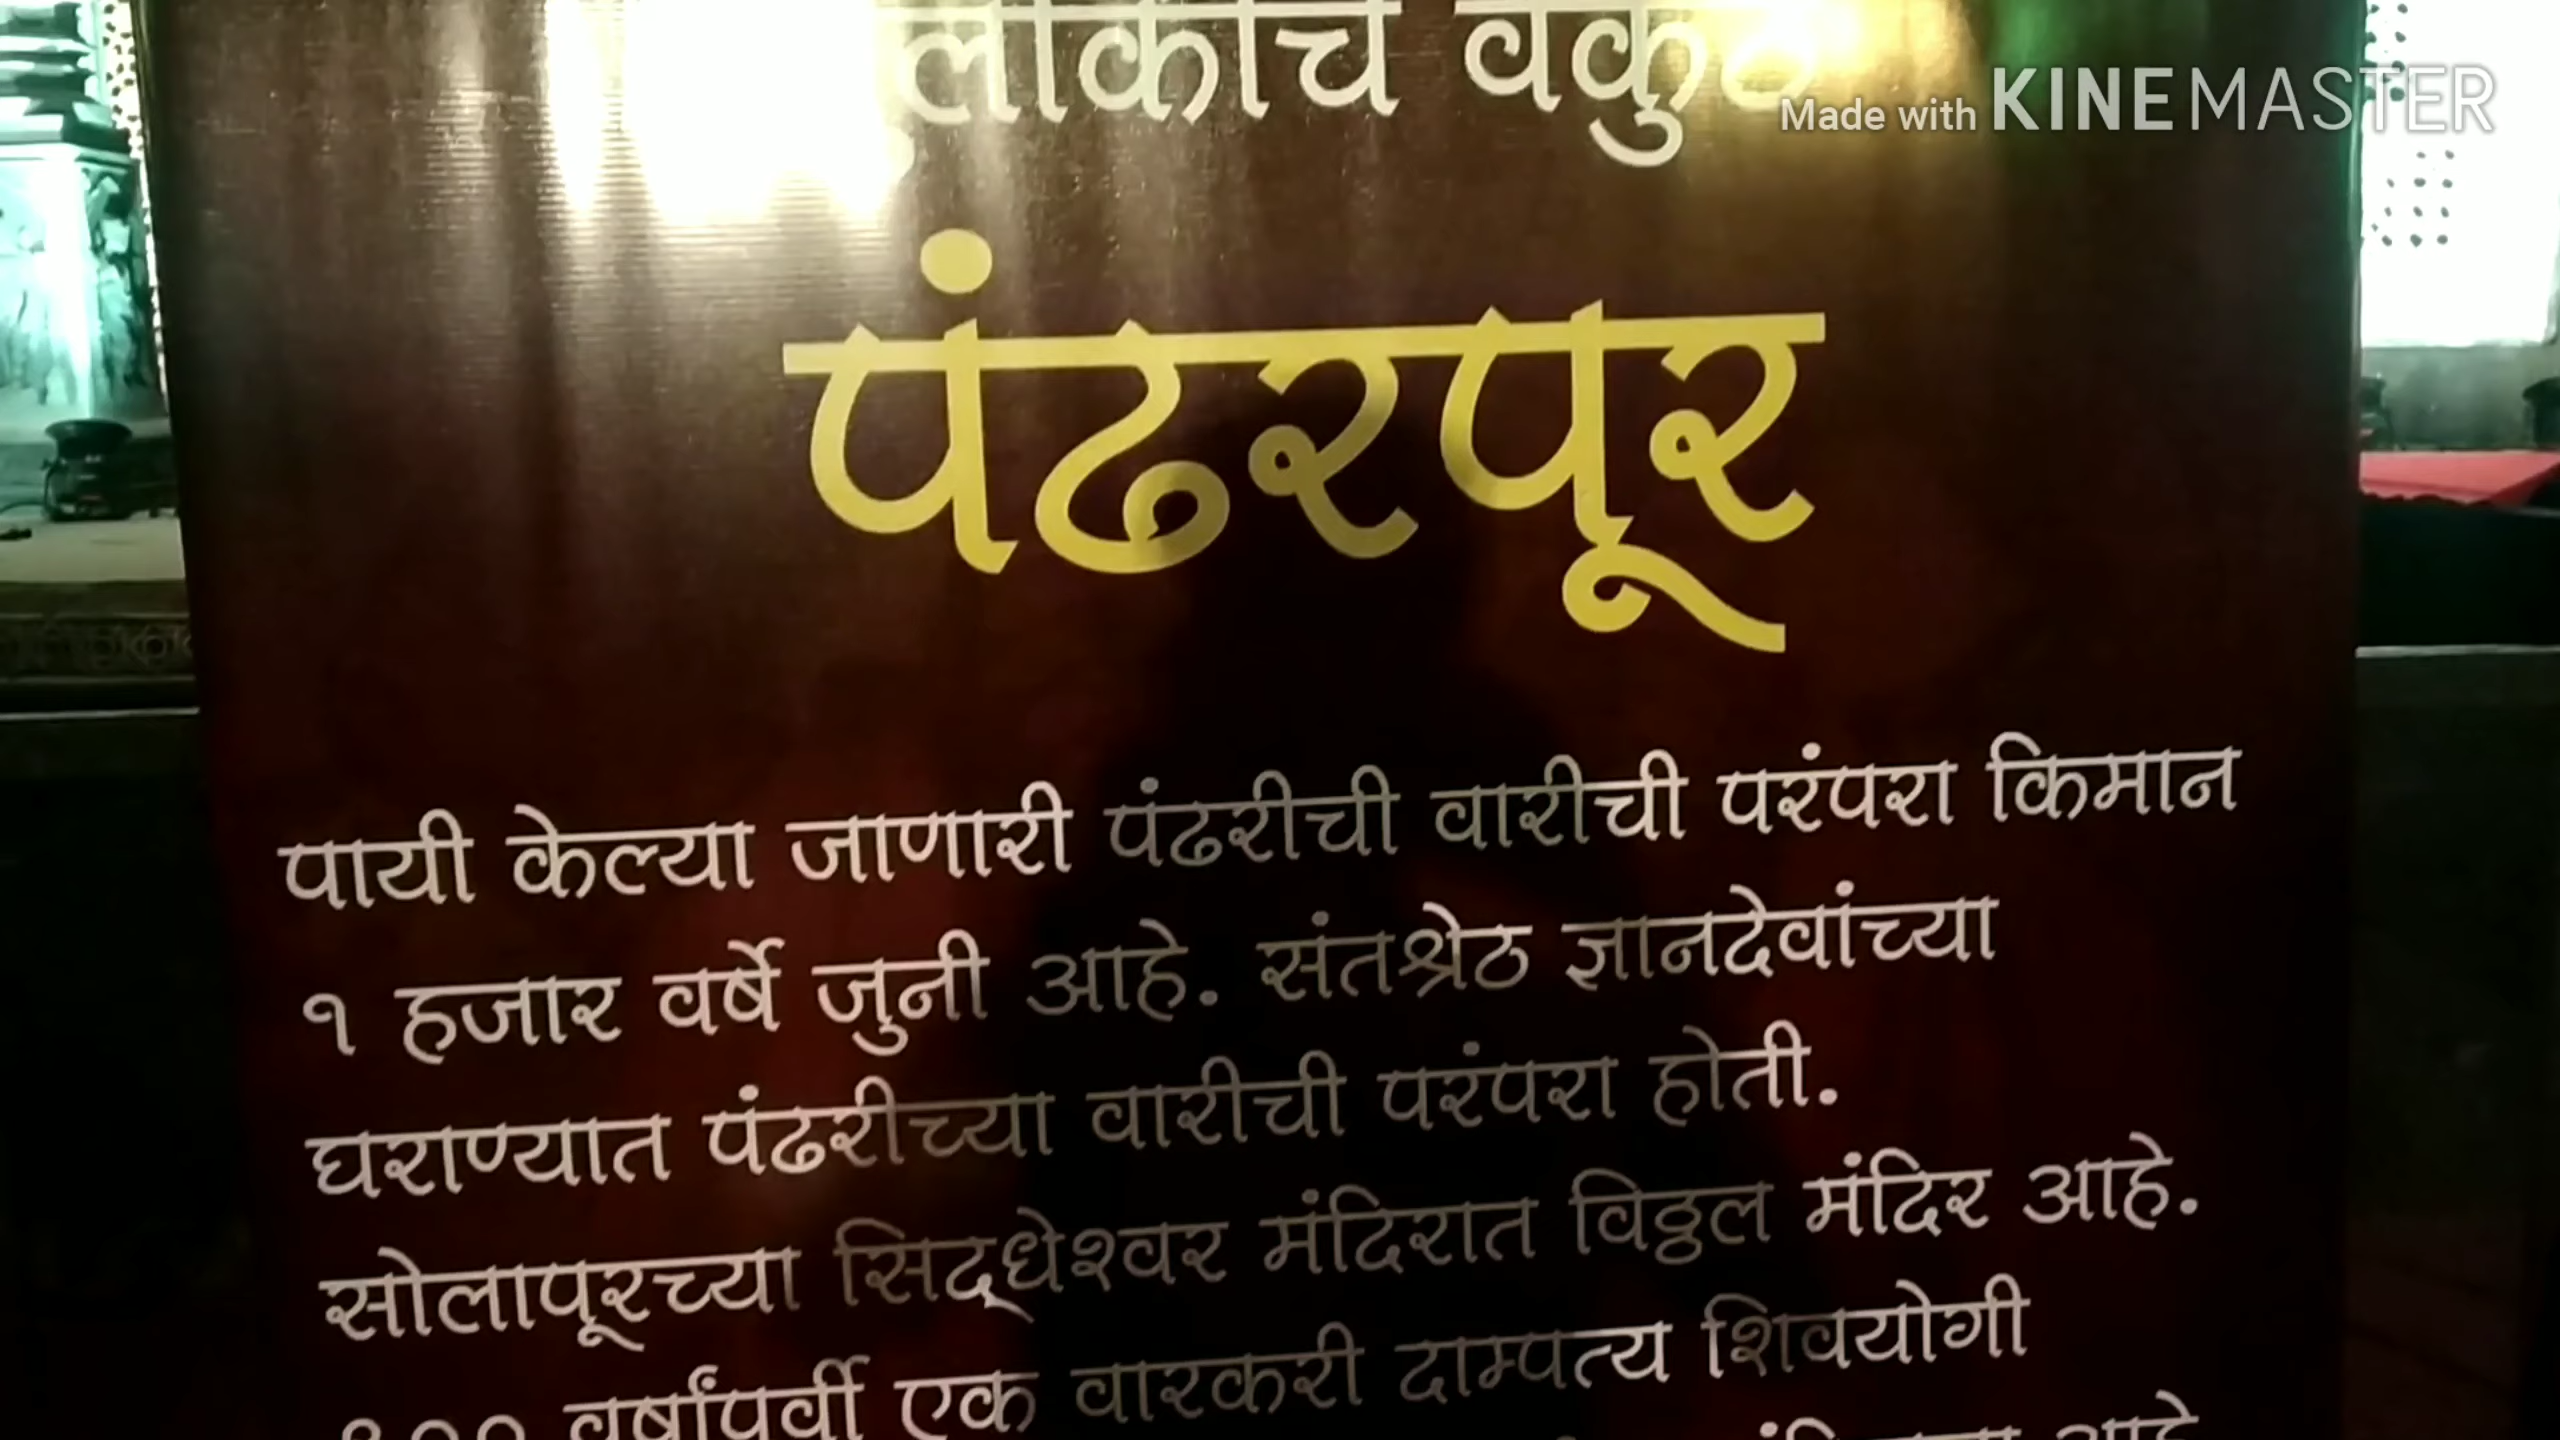 Made with KINEMASTER
पंढरपूर
पायी केल्या जाणारी पंढरीची वारीची परंपरा किमान
१ हजार वर्षे जुनी आहे. संतश्रेठ ज्ञानदेवांच्या
घराण्यात पंढरीच्या वारीची परंपरा होती.
सोलापूरच्या सिद्धेश्वर मंदिरात विठ्ठल मंदिर आहे.
वर्षांपूर्वी एक वारकरी दाम्पत्य शिवयोगी